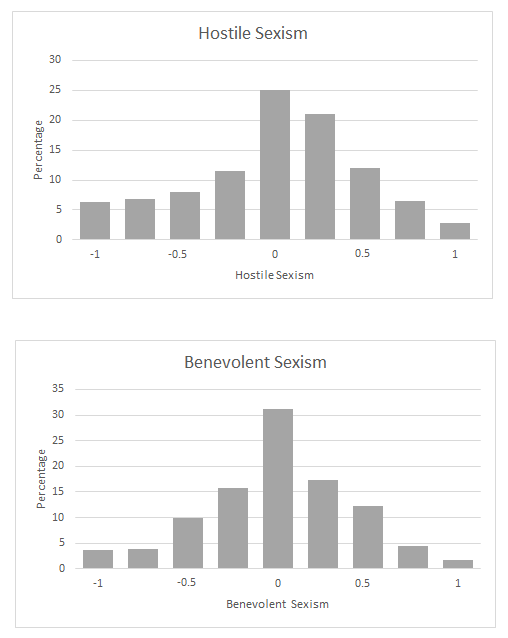 Hostile Sexism
30
25
20
15
10
5
0
Percentage
-1 -0.5 0 0.5 1
Hostile Sexism
Benevolent Sexism
35
30
25
20
15
10
5
0
Percentage
-1 -0.5 0 0.5 1
Benevolent Sexism